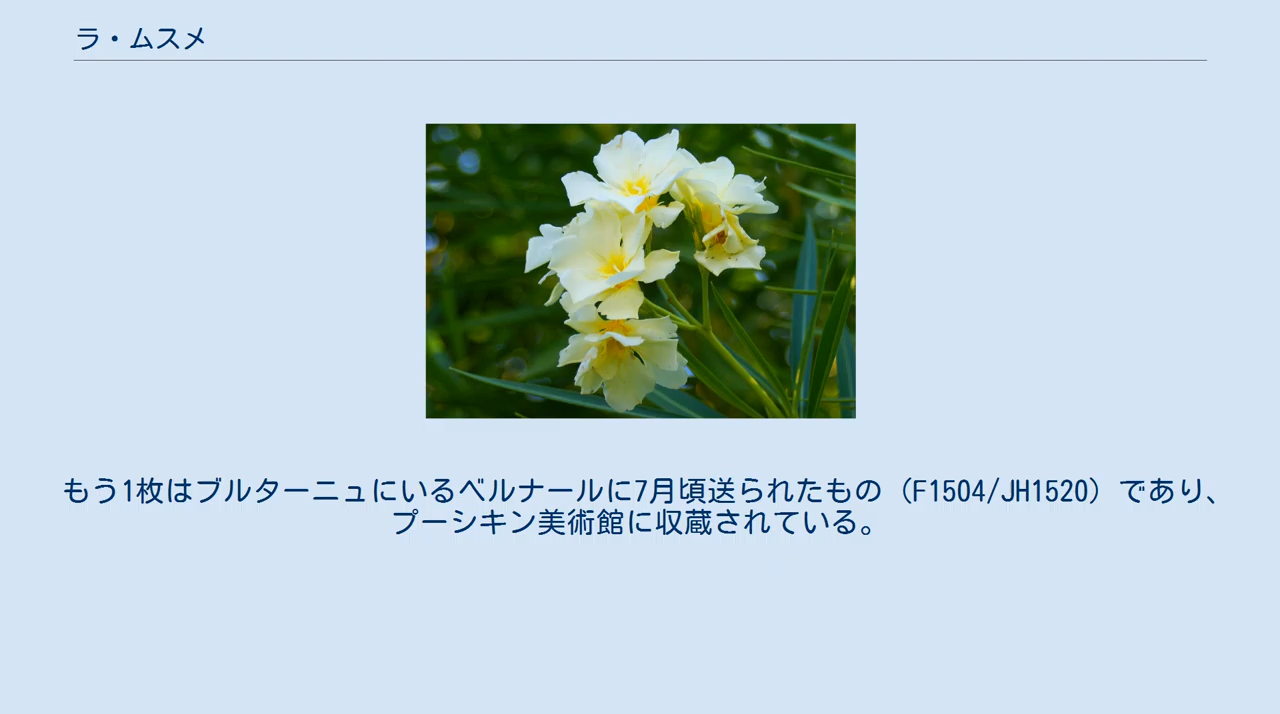 ラ・ムスメ
もう1枚はブルターニュにいるベルナールに7月頃送られたもの（F1504/JH1520）であり、
プーシキン美術館に収蔵されている。